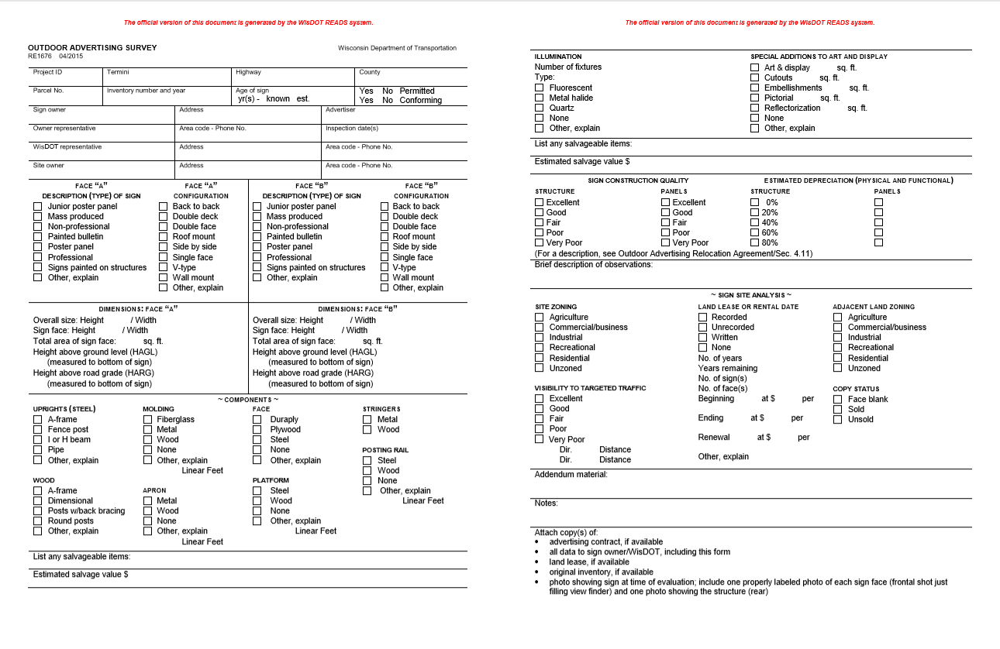 The official version of this document is generated by the WisDOT READS system.
OUTDOOR ADVERTISING SURVEY
Wisconsin Department of Transportation
RE1676 04/2015
Project ID Termini Highway County
Parcel No. Inventory number and year Age of sign Yes No Permitted
yr(s) - known est. Yes No Conforming
Sign owner Address Advertiser
Owner representative Area code - Phone No. Inspection date(s)
WisDOT representative Address Area code - Phone No.
Site owner Address Area code - Phone No.
FACE “A” FACE “A” FACE “B” FACE “B”
DESCRIPTION (TYPE) OF SIGN CONFIGURATION DESCRIPTION (TYPE) OF SIGN CONFIGURATION
Junior poster panel Back to back Junior poster panel Back to back
Mass produced Double deck Mass produced Double deck
Non-professional Double face Non-professional Double face
Painted bulletin Roof mount Painted bulletin Roof mount
Poster panel Side by side Poster panel Side by side
Professional Single face Professional Single face
Signs painted on structures V-type Signs painted on structures V-type
Other, explain Wall mount Other, explain Wall mount
Other, explain Other, explain
DIMENSIONS: FACE “A” DIMENSIONS: FACE “B”
Overall size: Height / Width Overall size: Height / Width
Sign face: Height / Width Sign face: Height / Width
Total area of sign face: sq. ft. Total area of sign face: sq. ft.
Height above ground level (HAGL) Height above ground level (HAGL)
(measured to bottom of sign) (measured to bottom of sign)
Height above road grade (HARG) Height above road grade (HARG)
(measured to bottom of sign) (measured to bottom of sign)
~ COMPONENTS ~
UPRIGHTS (STEEL) MOLDING FACE STRINGERS
A-frame Fiberglass Duraply Metal
Fence post Metal Plywood Wood
I or H beam Wood Steel
Pipe None None POSTING RAIL
Other, explain Other, explain Other, explain Steel
Linear Feet Wood
WOOD PLATFORM None
A-frame APRON Steel Other, explain
Dimensional Metal Wood Linear Feet
Posts w/back bracing Wood None
Round posts None Other, explain
Other, explain Other, explain Linear Feet
Linear Feet
List any salvageable items:
Estimated salvage value $
The official version of this document is generated by the WisDOT READS system.
ILLUMINATION SPECIAL ADDITIONS TO ART AND DISPLAY
Number of fixtures Art & display sq. ft.
Type: Cutouts sq. ft.
Fluorescent Embellishments sq. ft.
Metal halide Pictorial sq. ft.
Quartz Reflectorization sq. ft.
None None
Other, explain Other, explain
List any salvageable items:
Estimated salvage value $
SIGN CONSTRUCTION QUALITY ESTIMATED DEPRECIATION (PHYSICAL AND FUNCTIONAL)
STRUCTURE PANELS STRUCTURE PANELS
Excellent Excellent 0%
Good Good 20%
Fair Fair 40%
Poor Poor 60%
Very Poor Very Poor 80%
(For a description, see Outdoor Advertising Relocation Agreement/Sec. 4.11)
Brief description of observations:
~ SIGN SITE ANALYSIS ~
SITE ZONING LAND LEASE OR RENTAL DATE ADJACENT LAND ZONING
Agriculture Recorded Agriculture
Commercial/business Unrecorded Commercial/business
Industrial Written Industrial
Recreational None Recreational
Residential No. of years Residential
Unzoned Years remaining Unzoned
No. of sign(s)
VISIBILITY TO TARGETED TRAFFIC No. of face(s) COPY STATUS
Excellent Beginning at $ per Face blank
Good Sold
Fair Ending at $ per Unsold
Poor
Very Poor Renewal at $ per
Dir. Distance
Dir. Distance Other, explain
Addendum material:
Notes:
Attach copy(s) of:
• advertising contract, if available
• all data to sign owner/WisDOT, including this form
• land lease, if available
• original inventory, if available
• photo showing sign at time of evaluation; include one properly labeled photo of each sign face (frontal shot just
filling view finder) and one photo showing the structure (rear)